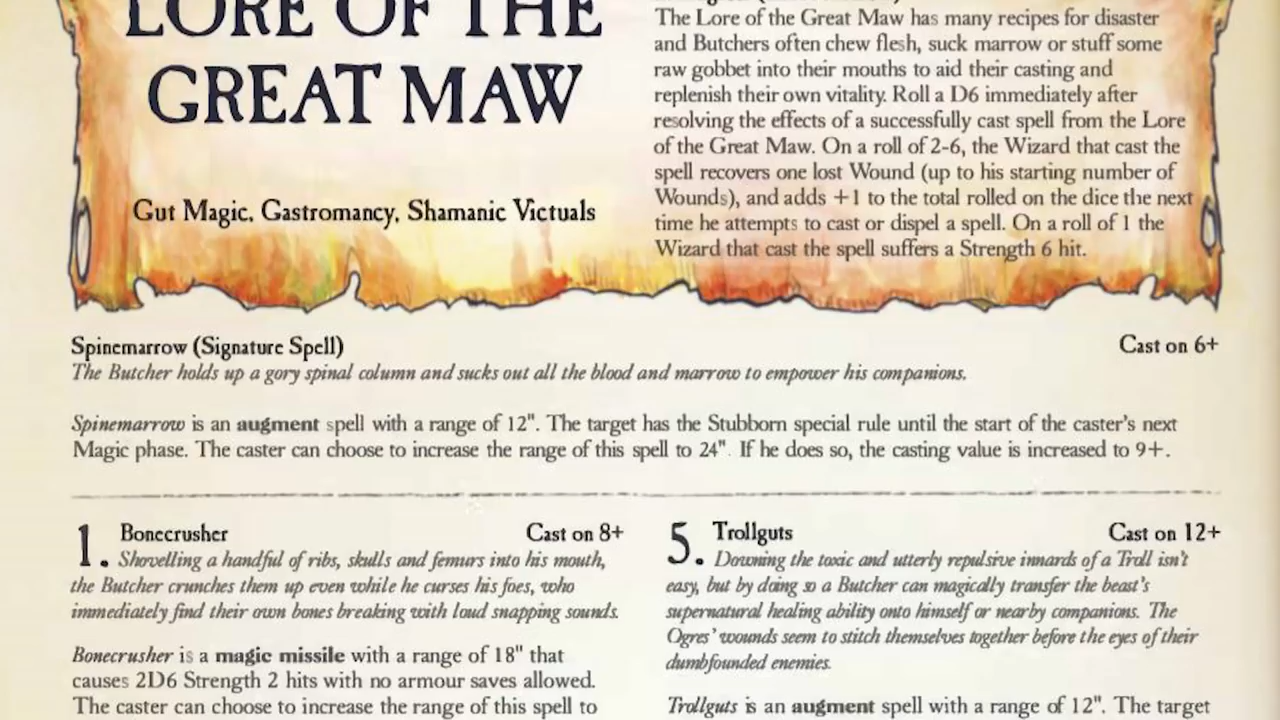 LORE OF THE
GREAT MAW
Gut Magic, Gastromancy, Shamanic Victuals
The Lore of the Great Maw has many recipes for disaster
and Butchers often chew flesh, suck marrow or stuff some
raw gobbet into their mouths to aid their casting and
replenish their own vitality. Roll a D6 immediately after
resolving the effects of a successfully cast spell from the Lore
of the Great Maw. On a roll of 2-6, the Wizard that cast the
spell recovers one lost Wound (up to his starting number of
Wounds), and adds +1 to the total rolled on the dice the next
time he attempts to cast or dispel a spell. On a roll of 1 the
Wizard that cast the spell suffers a Strength 6 hit.
Spinemarrow (Signature Spell) Cast on 6+
The Butcher holds up a gory spinal column and sucks out all the blood and marrow to empower his companions.
Spinemarrow is an augment spell with a range of 12". The target has the Stubborn special rule until the start of the caster's next
Magic phase. The caster can choose to increase the range of this spell to 24". If he does so, the casting value is increased to 9+.
1. Bonecrusher Cast on 8+
Shovelling a handful of ribs, skulls and femurs into his mouth,
the Butcher crunches them up even while he curses his foes, who
immediately find their own bones breaking with loud snapping sounds.
Bonecrusher is a magic missile with a range of 18" that
causes 2D6 Strength 2 hits with no armour saves allowed.
The caster can choose to increase the range of this spell to
5. Trollguts Cast on 12+
Downing the toxic and utterly repulsive innards of a Troll isn't
easy, but by doing so a Butcher can magically transfer the beast's
supernatural healing ability onto himself or nearby companions. The
Ogres' wounds seem to stitch themselves together before the eyes of their
dumbfounded enemies.
Trollguts is an augment spell with a range of 12". The target